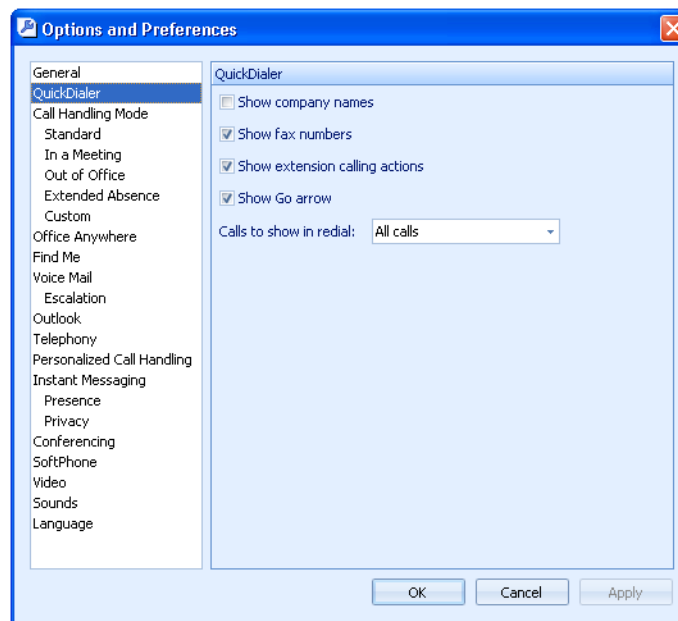 Options and Preferences
General
QuickDialer
Call Handling Mode
Standard
In a Meeting
Out of Office
Extended Absence
Custom
Office Anywhere
Find Me
Voice Mail
Escalation
Outlook
Telephony
Personalized Call Handling
Instant Messaging
Presence
Privacy
Conferencing
SoftPhone
Video
Sounds
Language
QuickDialer
Show company names
Show fax numbers
Show extension calling actions
Show Go arrow
Calls to show in redial: All calls
OK Cancel Apply